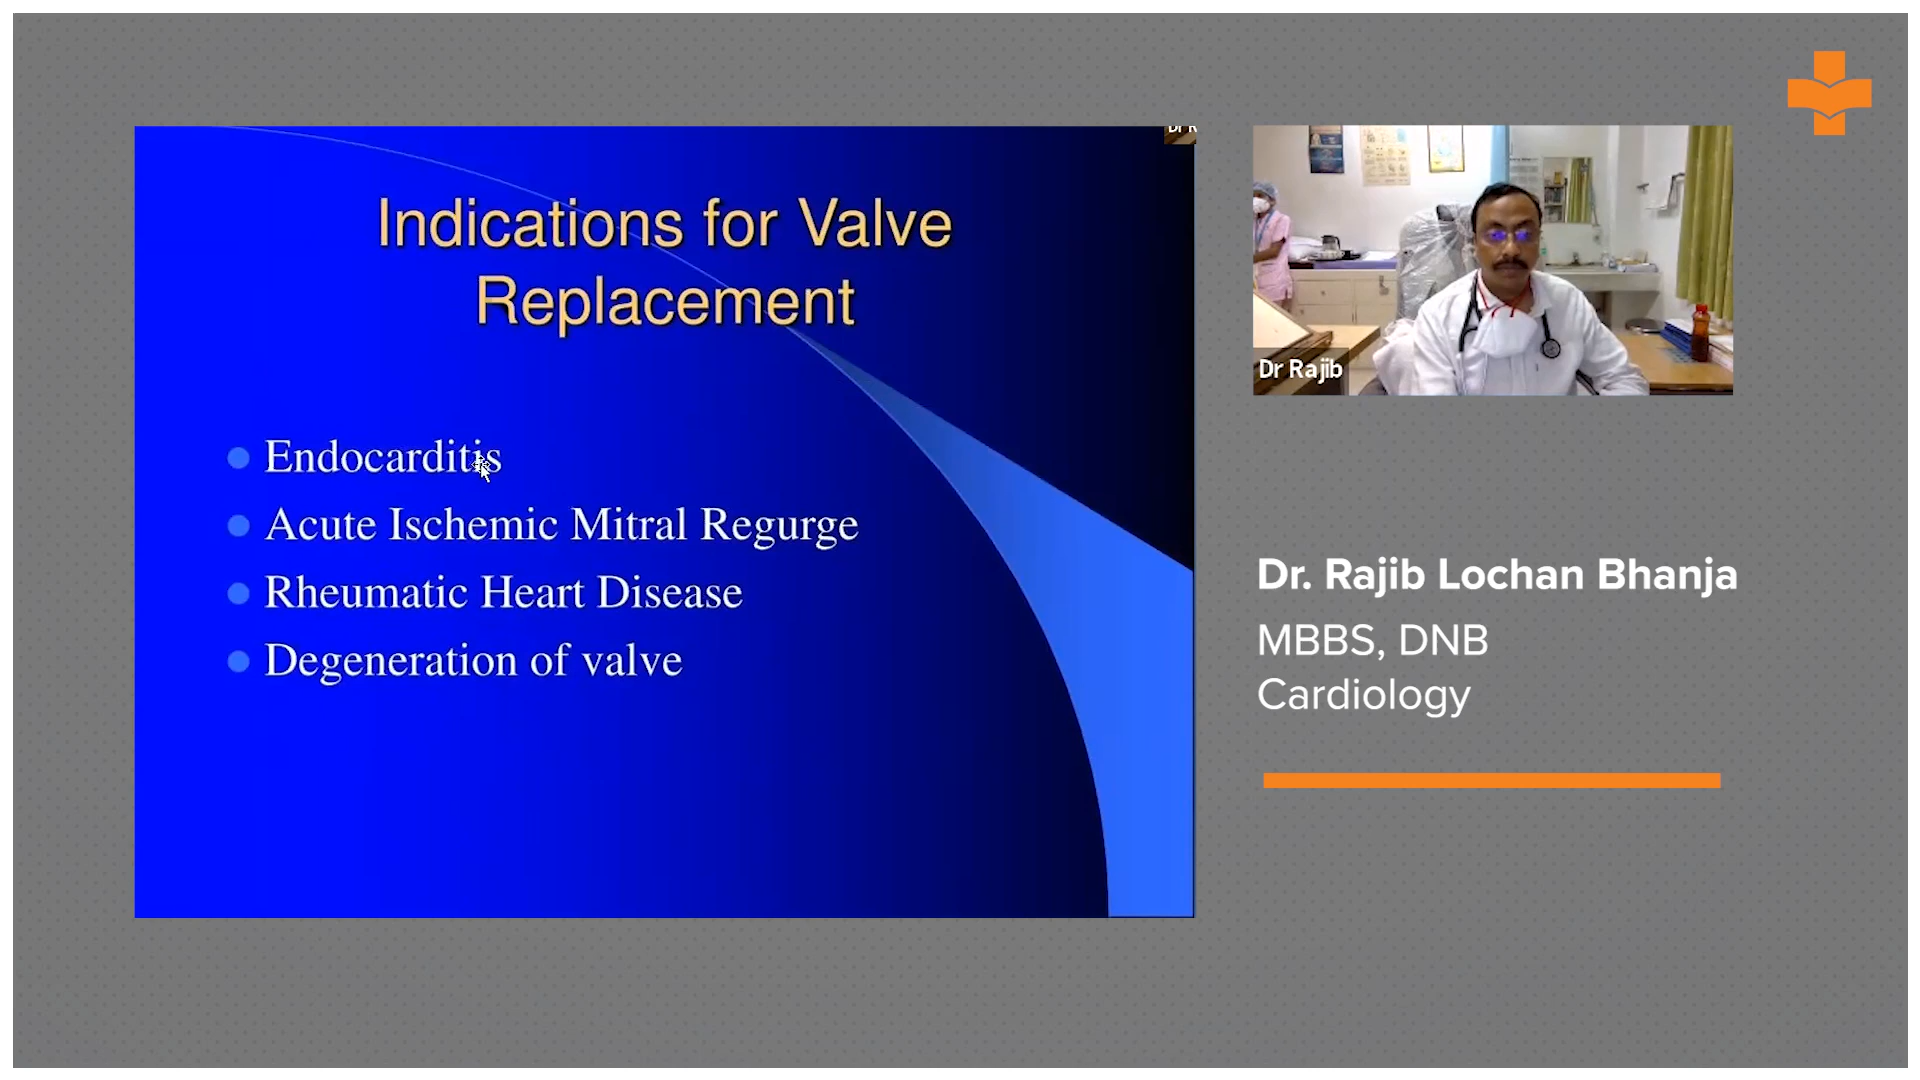 Indications for Valve
Replacement
Endocarditis
Acute Ischemic Mitral Regurge
Rheumatic Heart Disease
Degeneration of valve
Dr R
Dr Rajib
Dr. Rajib Lochan Bhanja
MBBS, DNB
Cardiology